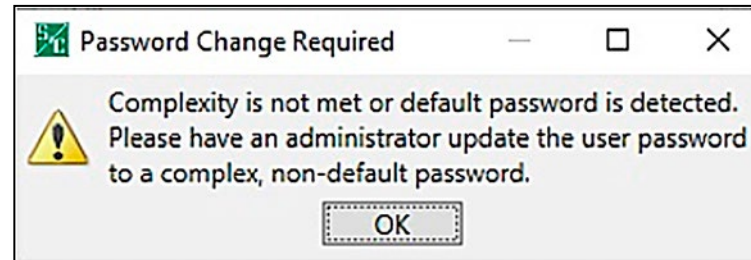 S/C Password Change Required
Complexity is not met or default password is detected.
Please have an administrator update the user password
to a complex, non-default password.
OK